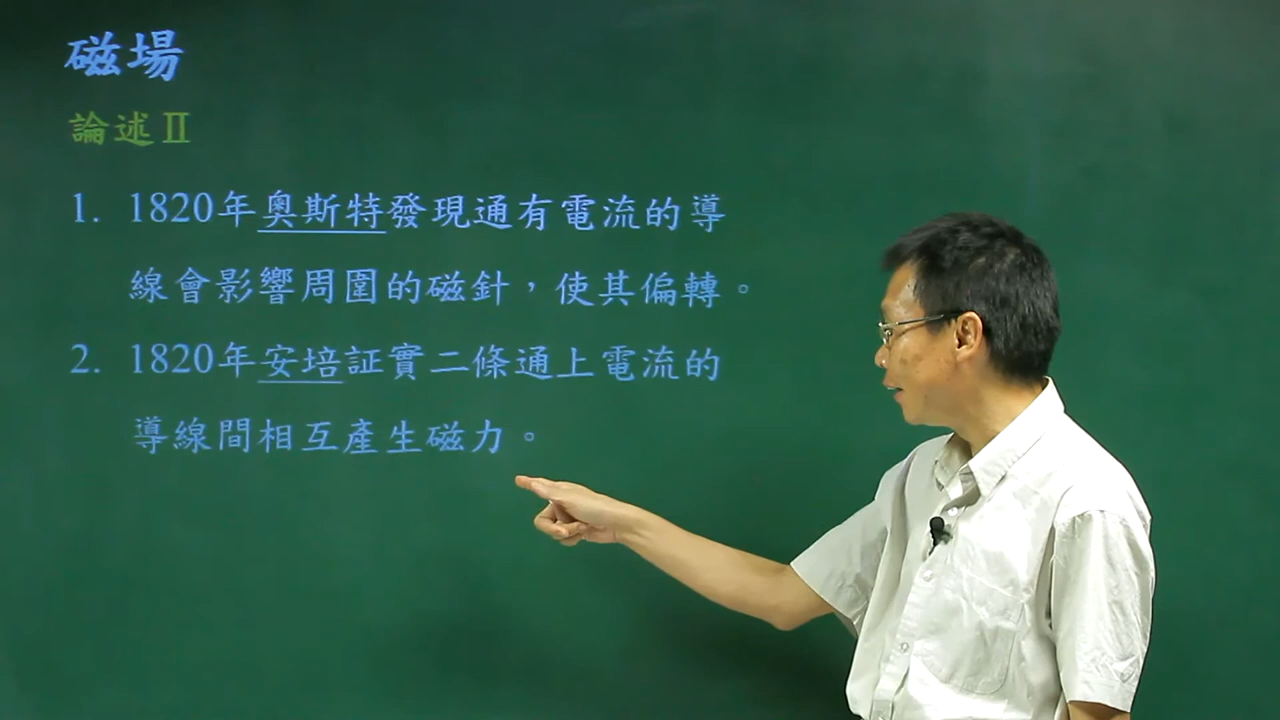 磁場
論述Ⅱ
1. 1820年奧斯特發現通有電流的導
線會影響周圍的磁針，使其偏轉。
2. 1820年安培証實二條通上電流的
導線間相互產生磁力。